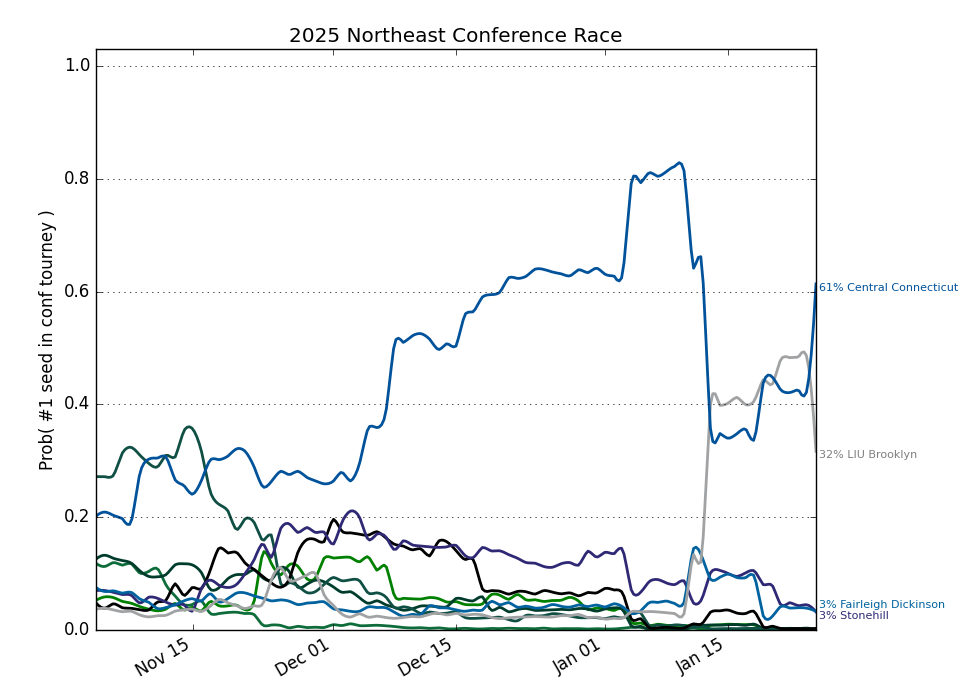 2025 Northeast Conference Race
Prob( #1 seed in conf tourney )
1.0
0.8
0.6
0.4
0.2
0.0
61% Central Connecticut
32% LIU Brooklyn
3% Fairleigh Dickinson
3% Stonehill
Nov 15
Dec 01
Dec 15
Jan 01
Jan 15